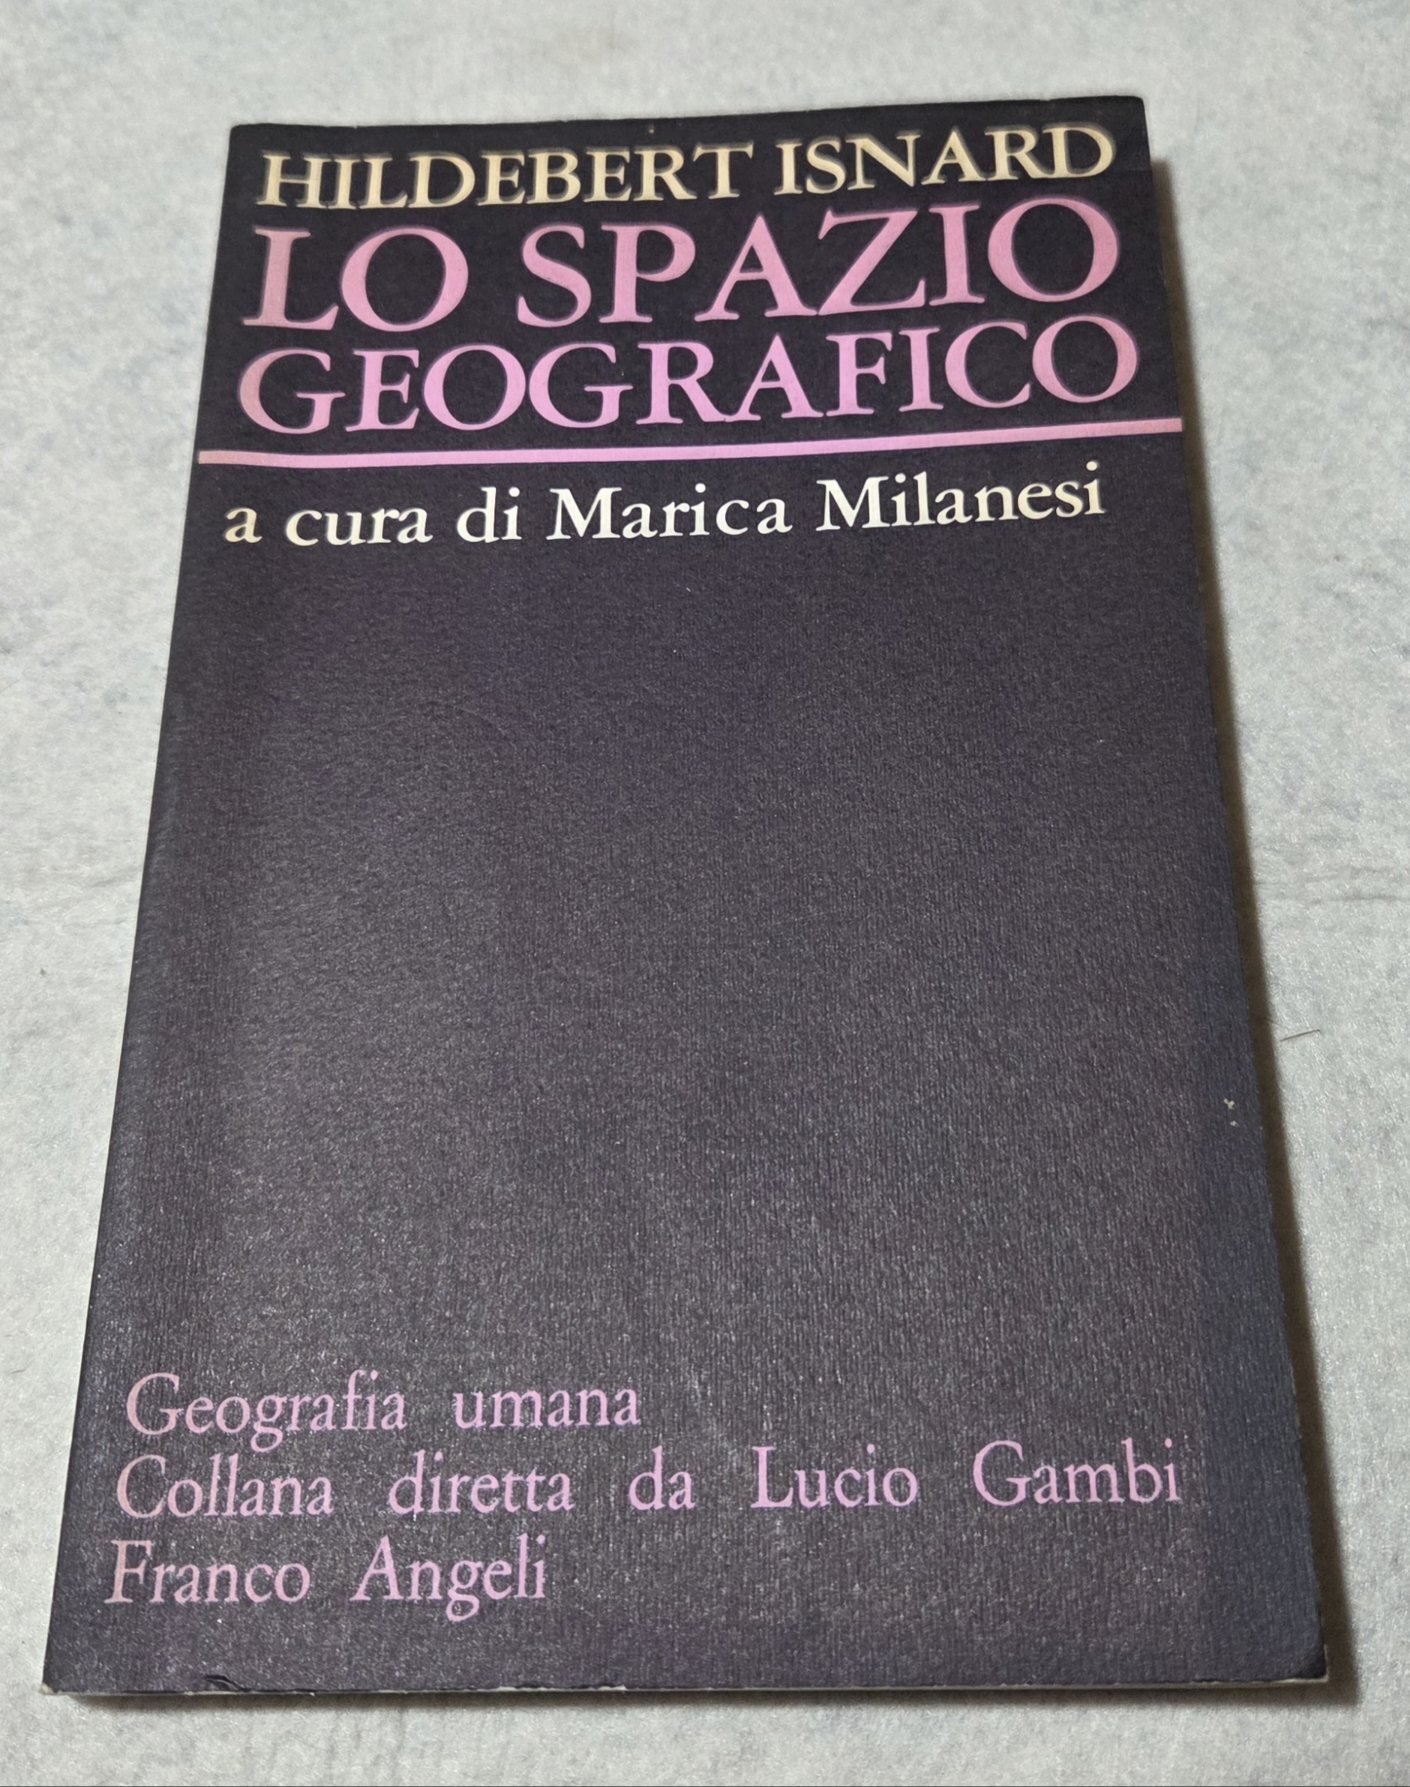 HILDEBERT ISNARD
LO SPAZIO
GEOGRAFICO
a cura di Marica Milanesi
Geografia umana
Collana diretta da Lucio Gambi
Franco Angeli